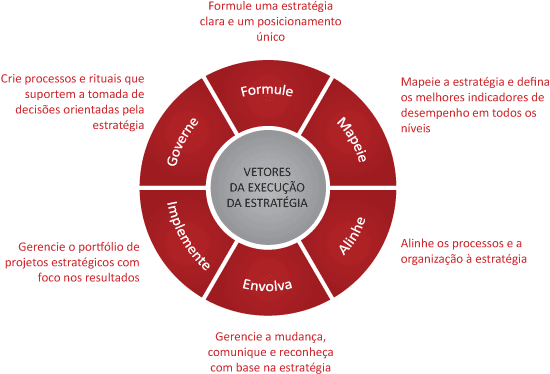 Formule uma estratégia
clara e um posicionamento
único
Formule
Mapeie a estratégia e defina
os melhores indicadores de
desempenho em todos os
níveis
Mapeie
Alinhe os processos e a
organização à estratégia
Alinhe
Envolva
Gerencie a mudança,
comunique e reconheça
com base na estratégia
Implemente
Gerencie o portfólio de
projetos estratégicos com
foco nos resultados
Governe
Crie processos e rituais que
suportem a tomada de
decisões orientadas pela
estratégia
VETORES
DA EXECUÇÃO
DA ESTRATÉGIA